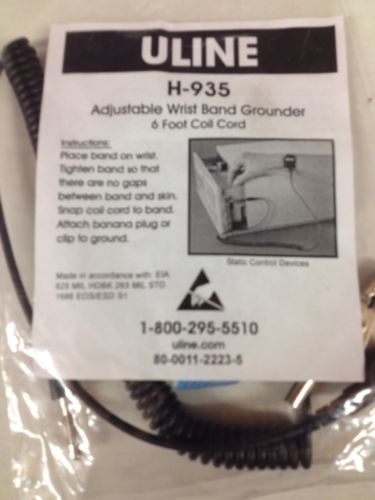 ULINE
H-935
Adjustable Wrist Band Grounder
6 Foot Coil Cord
Instructions:
Place band on wrist.
Tighten band so that
there are no gaps
between band and skin.
Snap coil cord to band.
Attach banana plug or
clip to ground.
Static Control Devices
Made in accordance with: EIA
625 MIL HDBK 263 MIL STD
1686 EOS/ESD S1
1-800-295-5510
uline.com
80-0011-2223-5